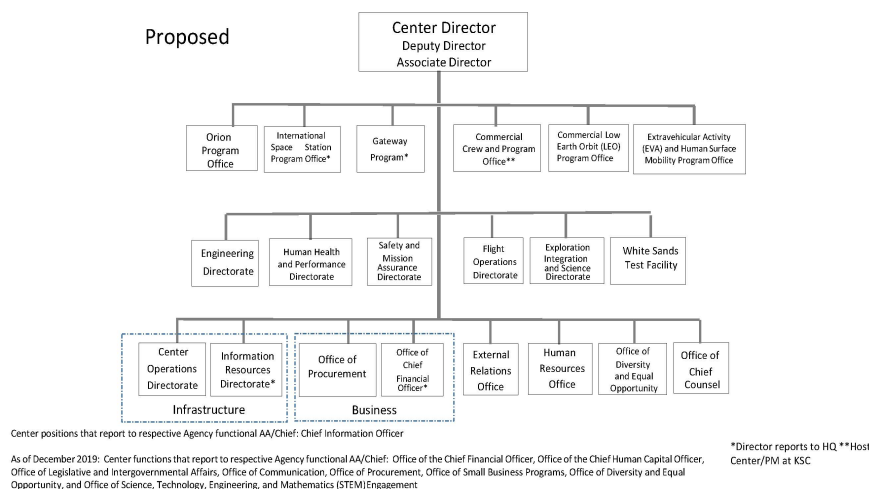 Proposed
Center Director
Deputy Director
Associate Director
Orion
Program
Office
International
Space Station
Program Office*
Gateway
Program*
Commercial
Crew and Program
Office**
Commercial Low
Earth Orbit (LEO)
Program Office
Extravehicular Activity
(EVA) and Human Surface
Mobility Program Office
Engineering
Directorate
Human Health
and Performance
Directorate
Safety and
Mission
Assurance
Directorate
Flight
Operations
Directorate
Exploration
Integration
and Science
Directorate
White Sands
Test Facility
Center
Operations
Directorate
Information
Resources
Directorate*
Infrastructure
Office of
Procurement
Office of
Chief
Financial
Officer*
Business
External
Relations
Office
Human
Resources
Office
Office of
Diversity
and Equal
Opportunity
Office of
Chief
Counsel
Center positions that report to respective Agency functional AA/Chief: Chief Information Officer
As of December 2019: Center functions that report to respective Agency functional AA/Chief: Office of the Chief Financial Officer, Office of the Chief Human Capital Officer,
Office of Legislative and Intergovernmental Affairs, Office of Communication, Office of Procurement, Office of Small Business Programs, Office of Diversity and Equal
Opportunity, and Office of Science, Technology, Engineering, and Mathematics (STEM)Engagement
*Director reports to HQ **Host
Center/PM at KSC